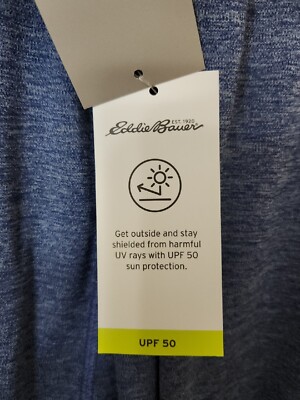 EST. 1920
Eddie Bauer
Get outside and stay
shielded from harmful
UV rays with UPF 50
sun protection.
UPF 50